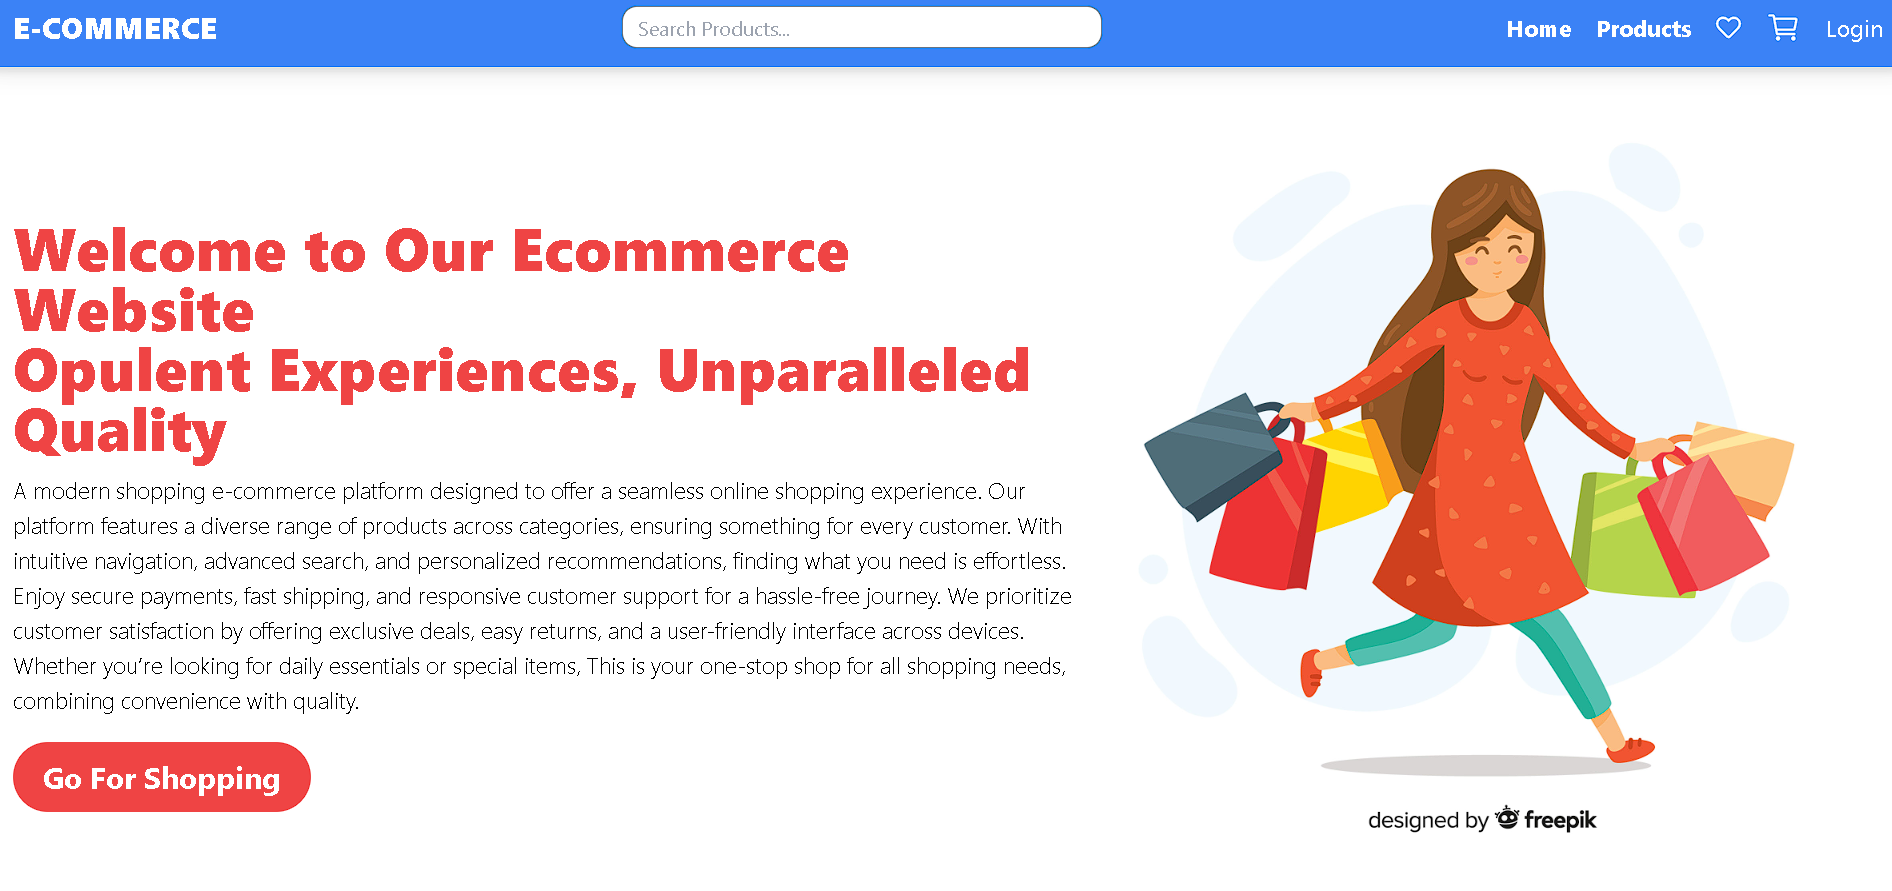 E-COMMERCE
Search Products...
Home
Products
Login
Welcome to Our Ecommerce
Website
Opulent Experiences, Unparalleled
Quality
A modern shopping e-commerce platform designed to offer a seamless online shopping experience. Our
platform features a diverse range of products across categories, ensuring something for every customer. With
intuitive navigation, advanced search, and personalized recommendations, finding what you need is effortless.
Enjoy secure payments, fast shipping, and responsive customer support for a hassle-free journey. We prioritize
customer satisfaction by offering exclusive deals, easy returns, and a user-friendly interface across devices.
Whether you’re looking for daily essentials or special items, This is your one-stop shop for all shopping needs,
combining convenience with quality.
Go For Shopping
designed by freepik